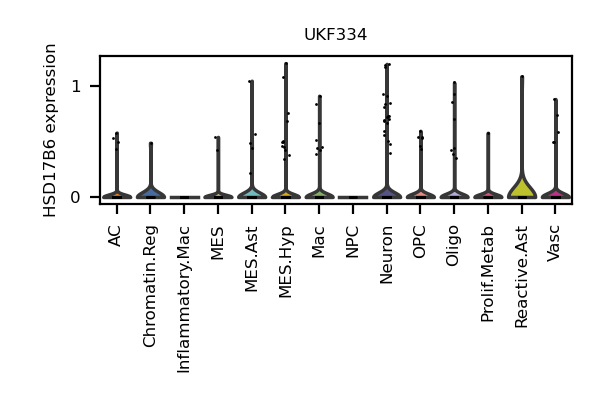 UKF334
HSD17B6 expression
1
0
AC
Chromatin.Reg
Inflammatory.Mac
MES
MES.Ast
MES.Hyp
Mac
NPC
Neuron
OPC
Oligo
Prolif.Metab
Reactive.Ast
Vasc